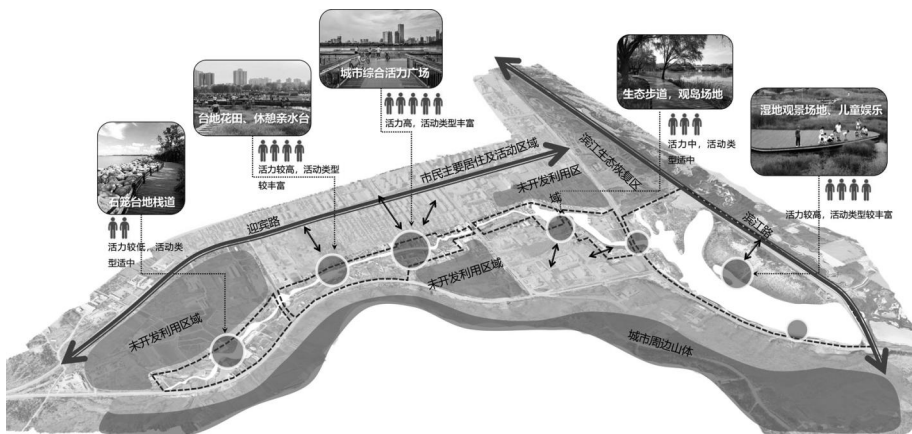 城市综合活力广场
活力高，活动类型丰富
生态步道，观岛场地
活力中，活动类
型适中
台地花田、休憩亲水台
活力较高，活动类型
较丰富
湿地观景场地、儿童娱乐
活力较高，活动类型较丰富
石笼台地栈道
活力较低，活动类
型适中
迎宾路
市民主要居住及活动区域
滨江生态恢复区
滨江路
未开发利用区
域
未开发利用区域
未开发利用区域
城市周边山体